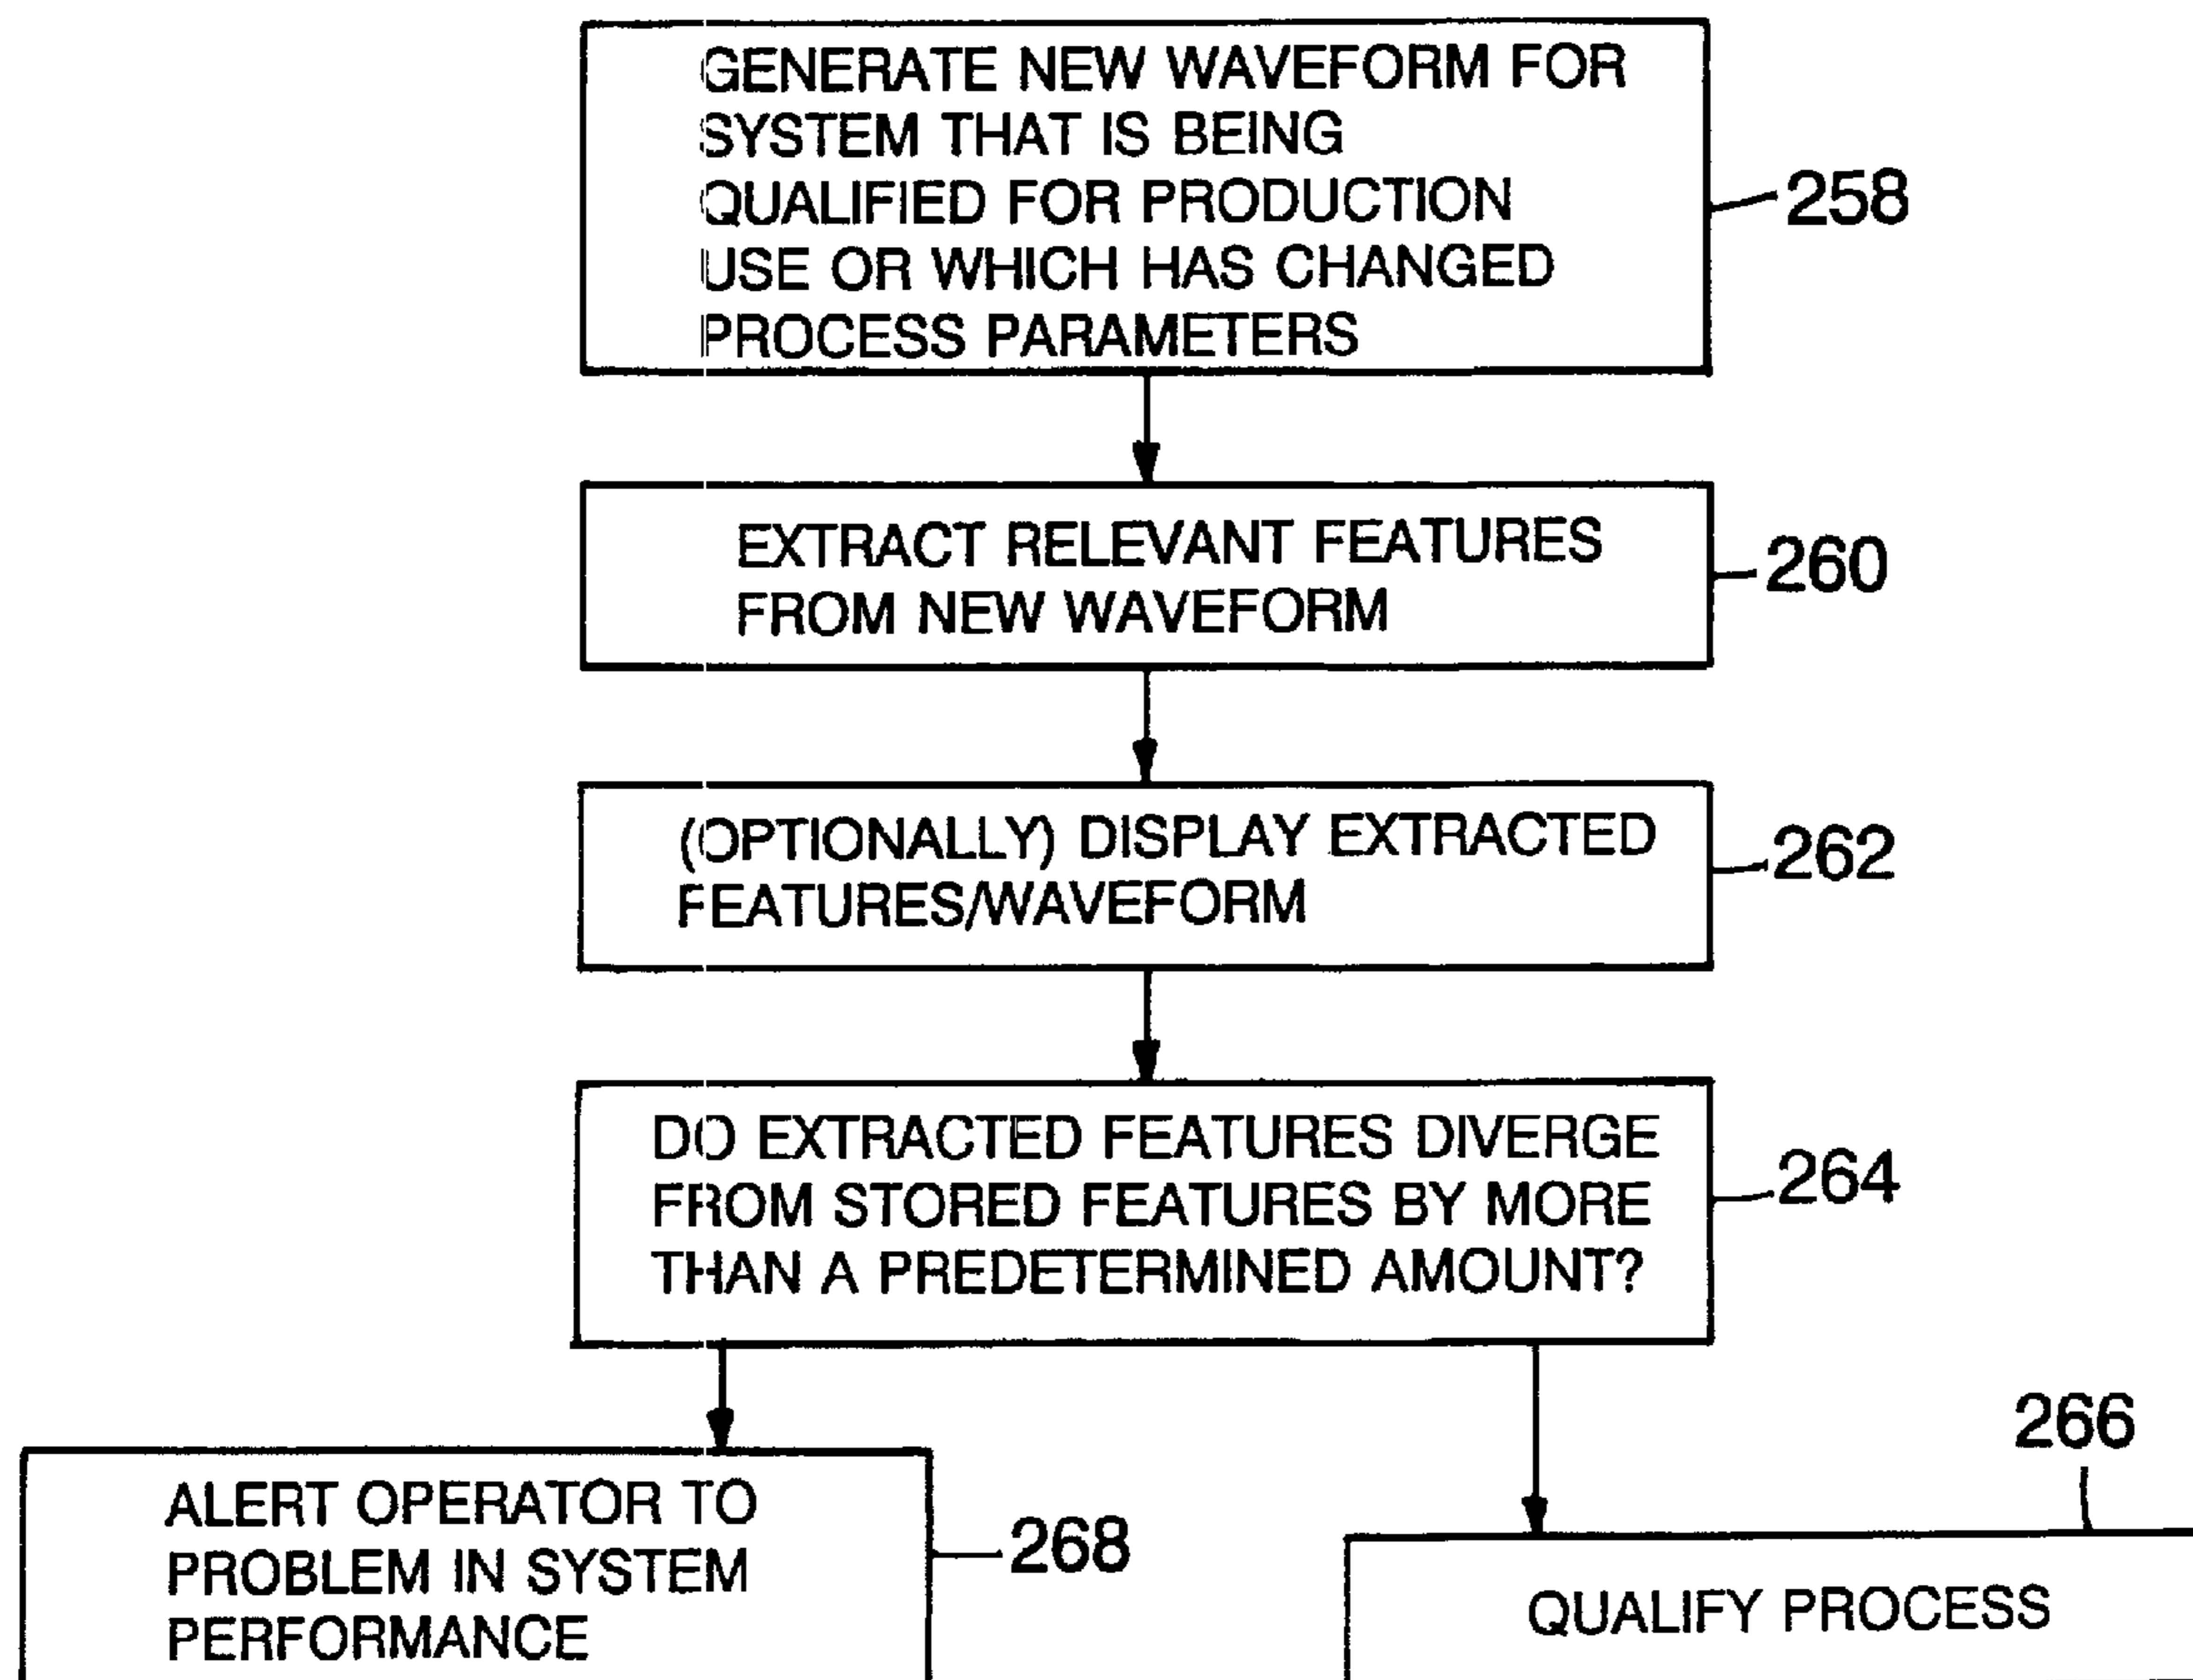 GENERATE NEW WAVEFORM FOR
SYSTEM THAT IS BEING
QUALIFIED FOR PRODUCTION
USE OR WHICH HAS CHANGED
PROCESS PARAMETERS
258
EXTRACT RELEVANT FEATURES
FROM NEW WAVEFORM
260
(OPTIONALLY) DISPLAY EXTRACTED
FEATURES/WAVEFORM
262
DO EXTRACTED FEATURES DIVERGE
FROM STORED FEATURES BY MORE
THAN A PREDETERMINED AMOUNT?
264
ALERT OPERATOR TO
PROBLEM IN SYSTEM
PERFORMANCE
268
266
QUALIFY PROCESS